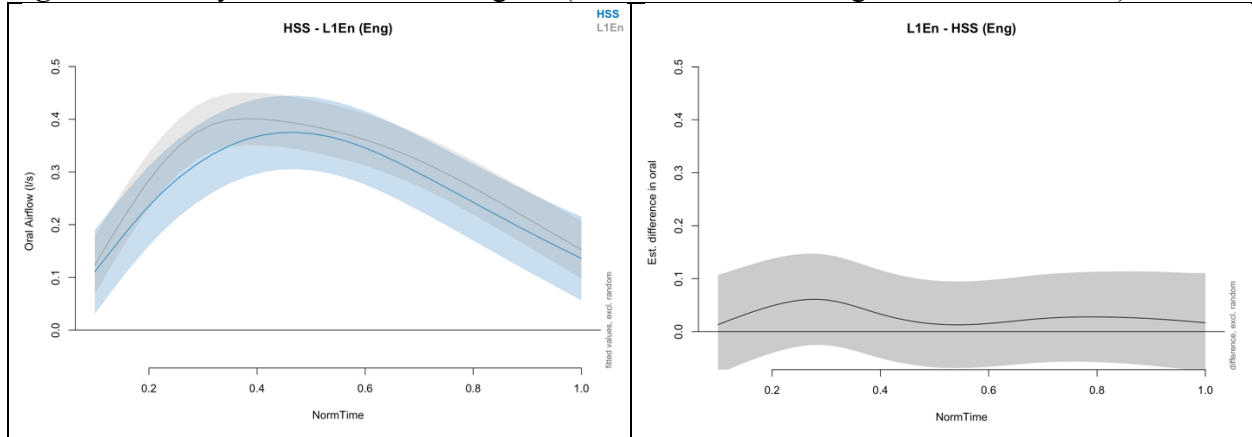 HSS - L1En (Eng)
HSS
L1En
Oral Airflow (l/s)
0.5
0.4
0.3
0.2
0.1
0.0
0.2
0.4
0.6
0.8
1.0
NormTime
fitted values, excl. random
L1En - HSS (Eng)
Est. difference in oral
0.5
0.4
0.3
0.2
0.1
0.0
0.2
0.4
0.6
0.8
1.0
NormTime
difference, excl. random